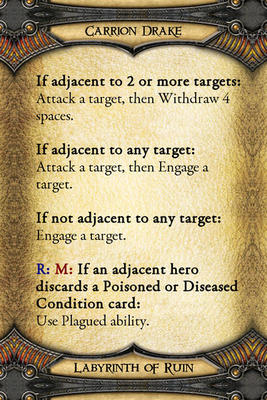 CARRION DRAKE
If adjacent to 2 or more targets:
Attack a target, then Withdraw 4
spaces.
If adjacent to any target:
Attack a target, then Engage a
target.
If not adjacent to any target:
Engage a target.
R: M: If an adjacent hero
discards a Poisoned or Diseased
Condition card:
Use Plagued ability.
LABYRINTH OF RUIN